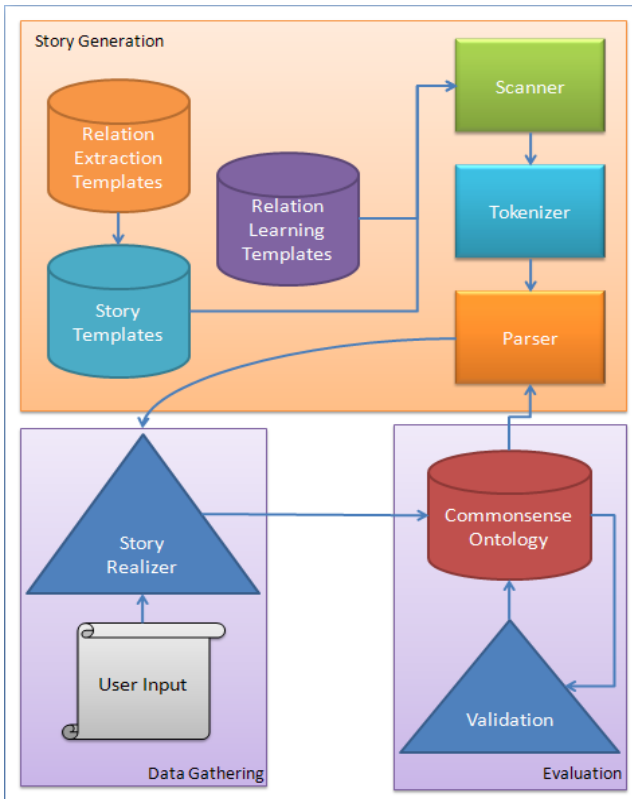 Story Generation
Relation
Extraction
Templates
Relation
Learning
Templates
Story
Templates
Scanner
Tokenizer
Parser
Story
Realizer
User Input
Data Gathering
Commonsense
Ontology
Validation
Evaluation